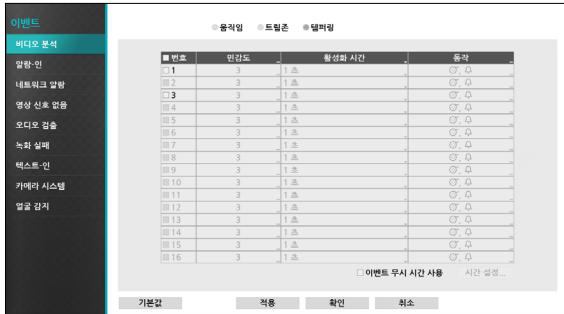 이벤트
비디오 분석
알람-인
네트워크 알람
영상 신호 없음
오디오 검출
녹화 실패
텍스트-인
카메라 시스템
얼굴 감지
움직임 트립존 탬퍼링
번호 민감도 활성화 시간 동작
1 3 1 초
2 3 1 초
3 3 1 초
4 3 1 초
5 3 1 초
6 3 1 초
7 3 1 초
8 3 1 초
9 3 1 초
10 3 1 초
11 3 1 초
12 3 1 초
13 3 1 초
14 3 1 초
15 3 1 초
16 3 1 초
이벤트 무시 시간 사용 시간 설정...
기본값 적용 확인 취소